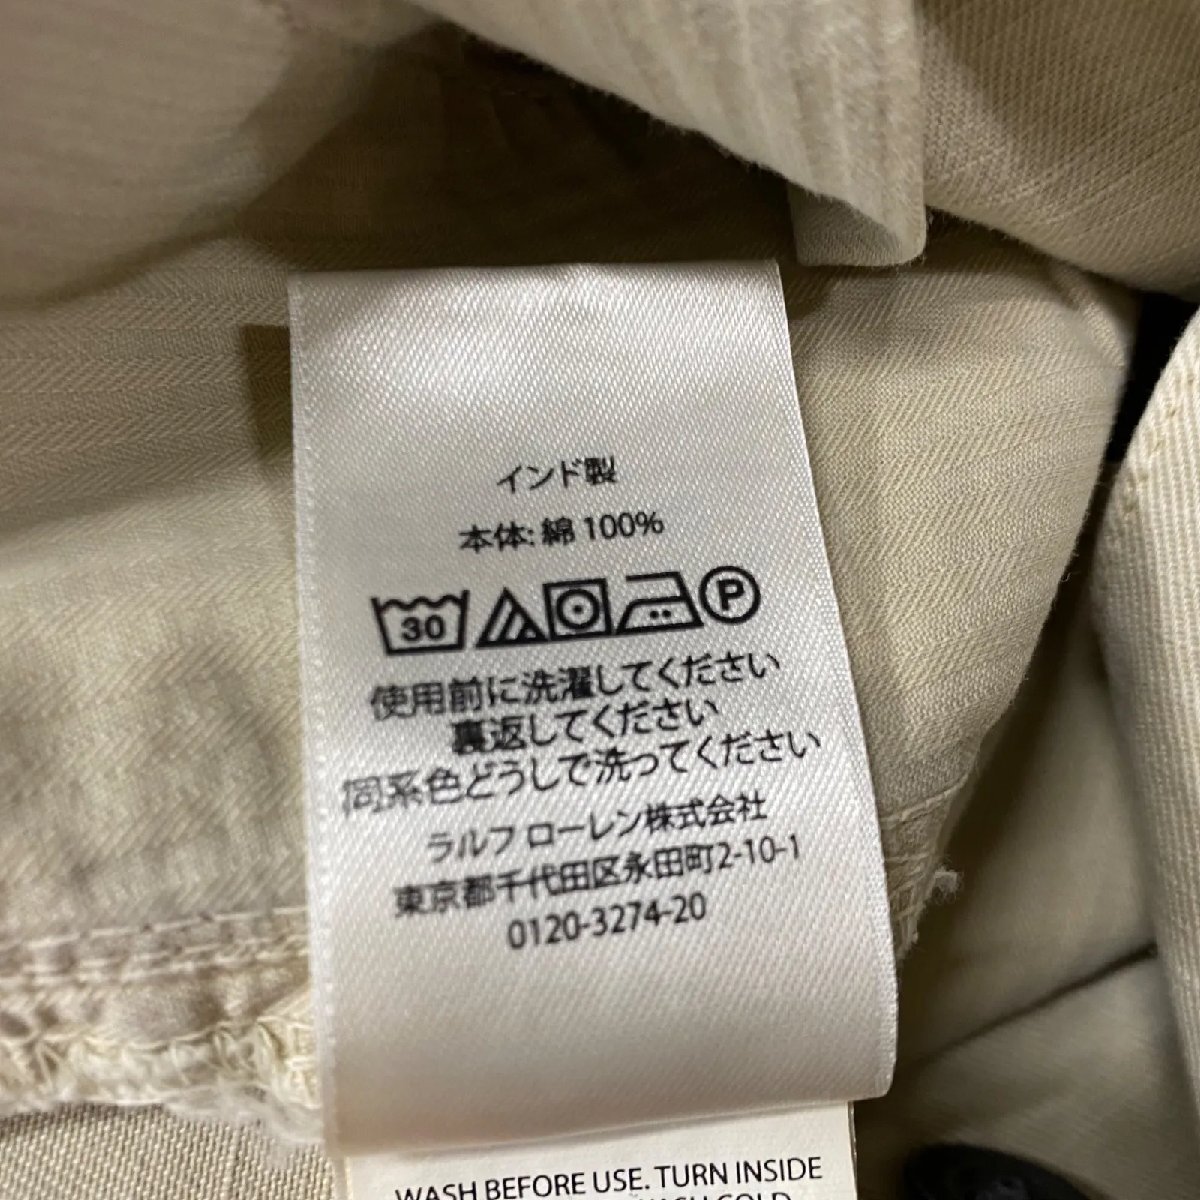 インド製
本体: 綿 100%
30 P
使用前に洗濯してください
裏返してください
同系色どうしで洗ってください
ラルフ ローレン株式会社
東京都千代田区永田町2-10-1
0120-3274-20
WASH BEFORE USE. TURN INSIDE
WASH COLD